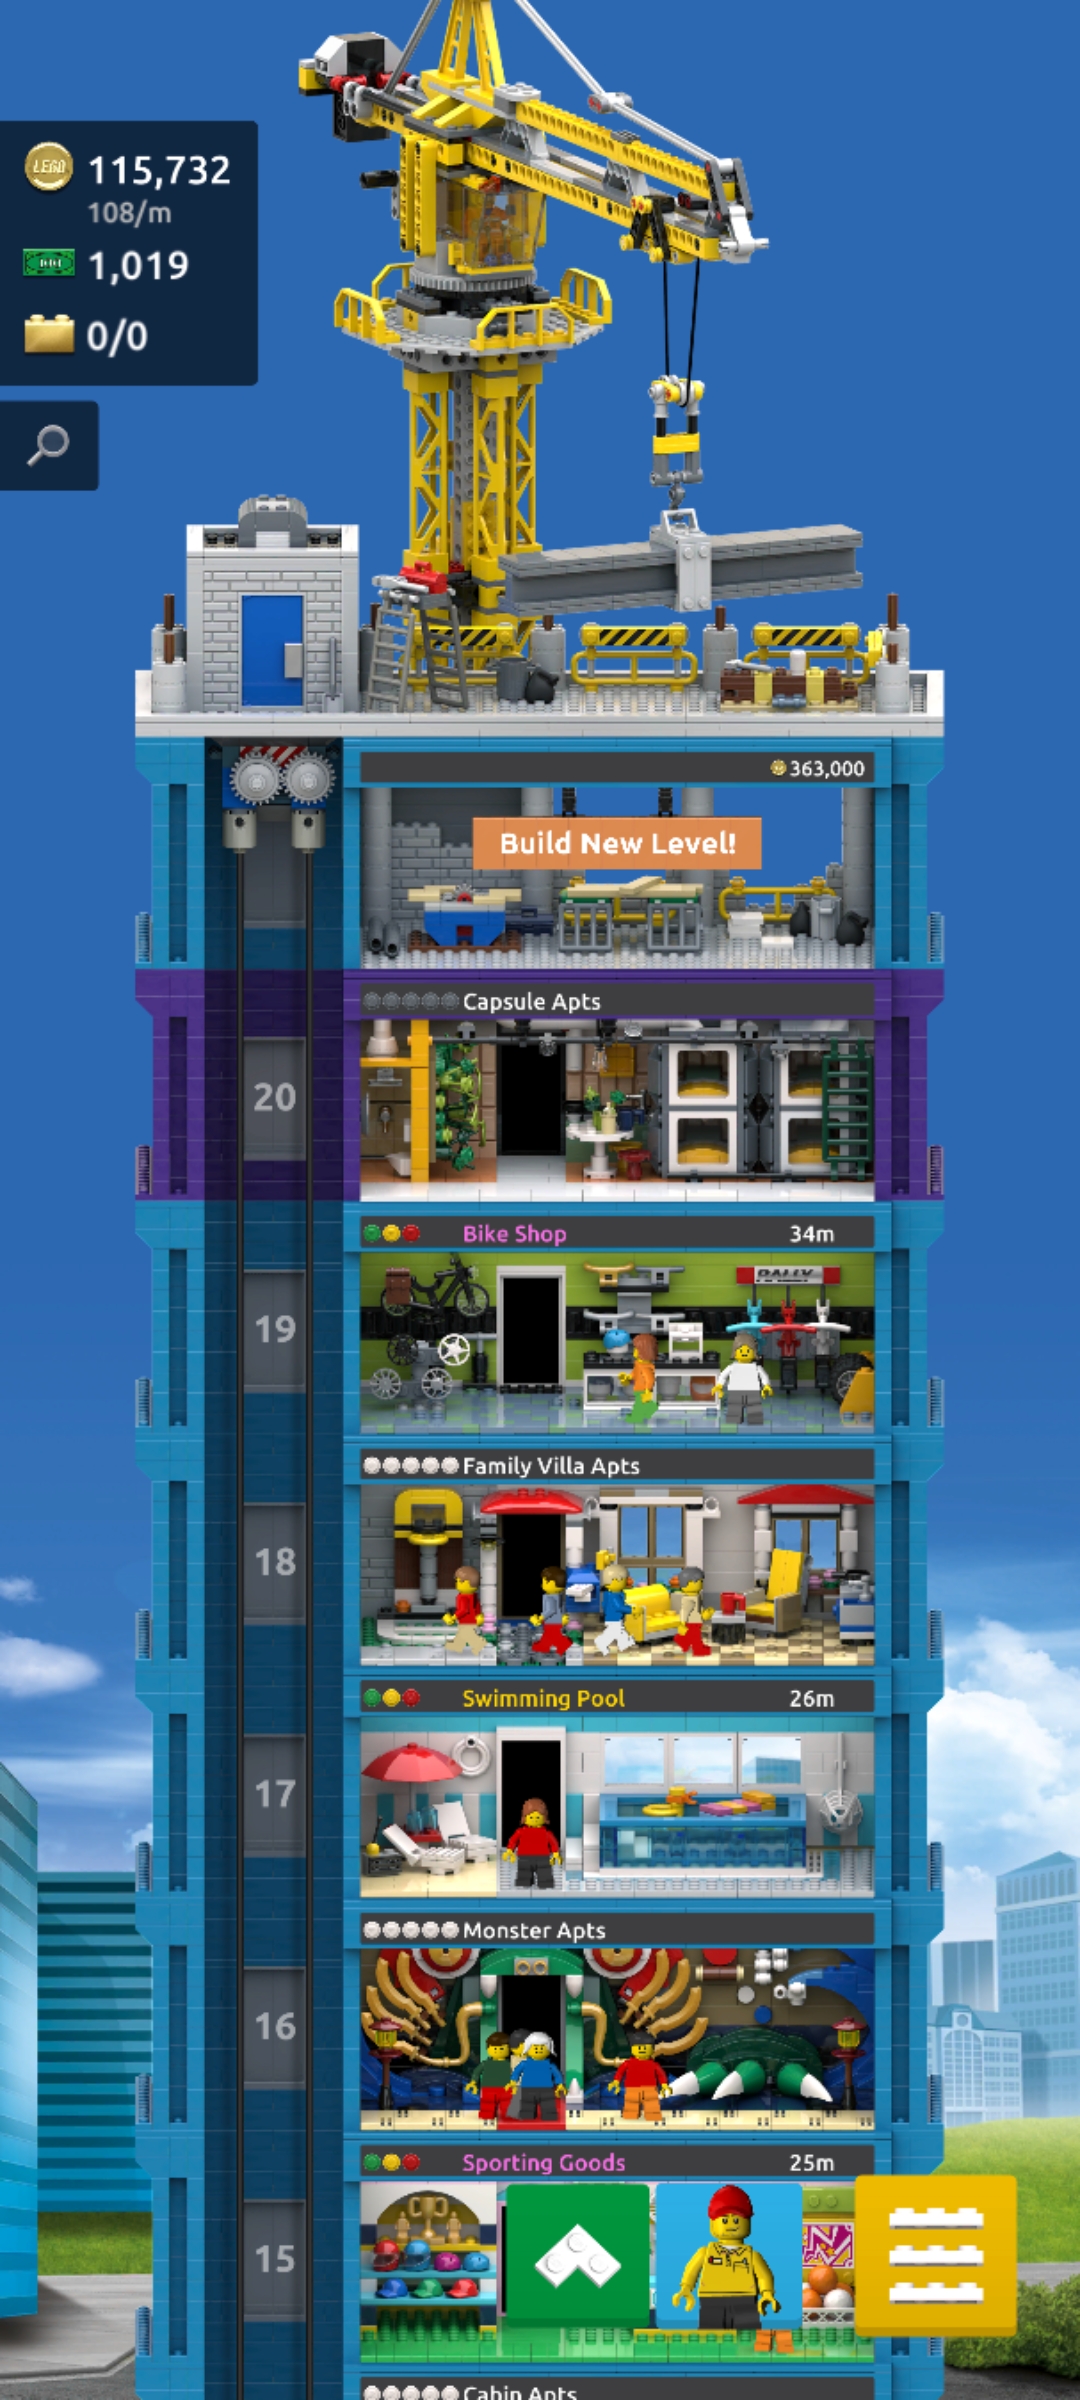 LEGO
115,732
108/m
1,019
0/0
363,000
Build New Level!
Capsule Apts
20
Bike Shop 34m
RALLY
19
Family Villa Apts
18
Swimming Pool 26m
17
Monster Apts
16
Sporting Goods 25m
15
Cabin Apts